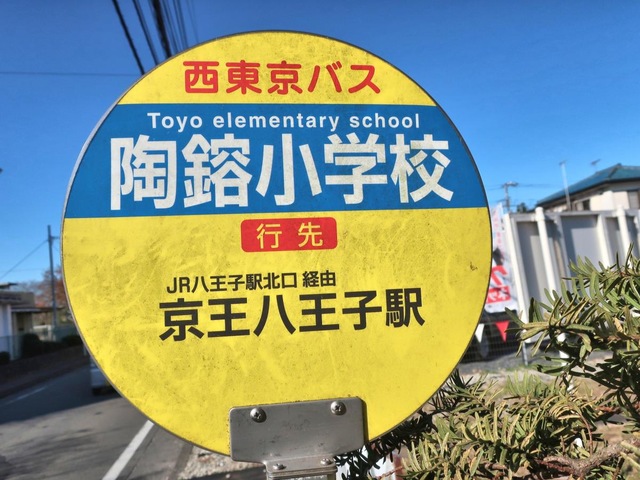 西東京バス
Toyo elementary school
陶鎔小学校
行先
JR八王子駅北口 経由
京王八王子駅